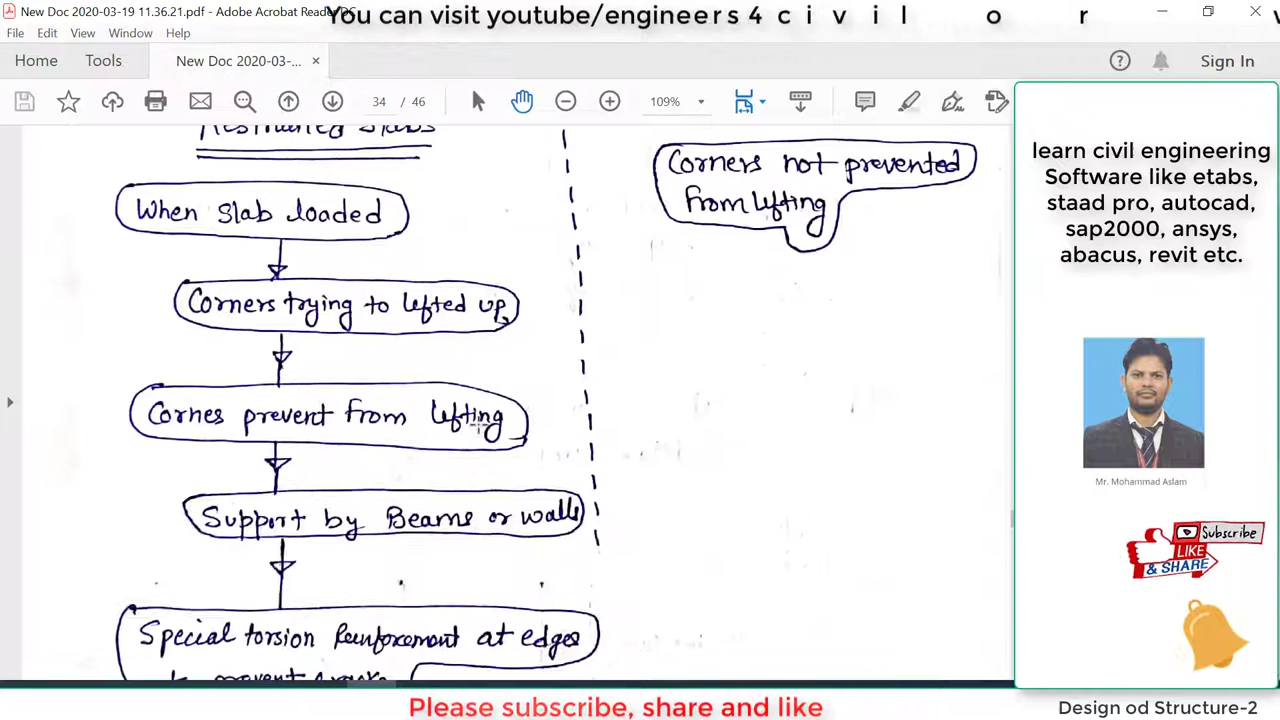 New Doc 2020-03-19 11.36.21.pdf - Adobe Acrobat Reader DC
You can visit youtube/engineers 4 c i v i l o r
File Edit View Window Help
Home Tools New Doc 2020-03-... × Sign In
34 / 46 109%
Restrained Slabs
When slab loaded
Corners trying to lefted up
Cornes prevent from lefting
Support by Beams or walls
Special torsion Reinforcement at edges
Corners not prevented
from lefting
learn civil engineering
Software like etabs,
staad pro, autocad,
sap2000, ansys,
abacus, revit etc.
Mr. Mohammad Aslam
Subscribe
LIKE
& SHARE
Please subscribe, share and like
Design od Structure-2